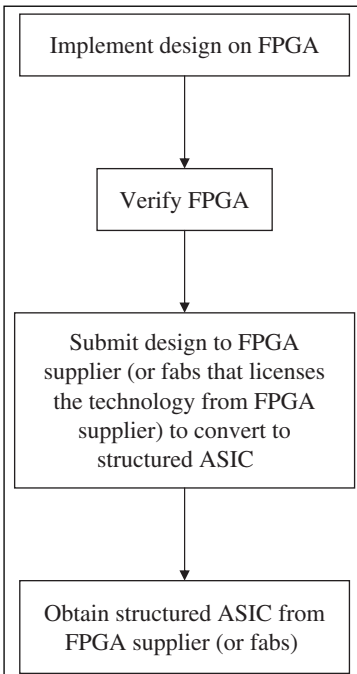 Implement design on FPGA
Verify FPGA
Submit design to FPGA
supplier (or fabs that licenses
the technology from FPGA
supplier) to convert to
structured ASIC
Obtain structured ASIC from
FPGA supplier (or fabs)